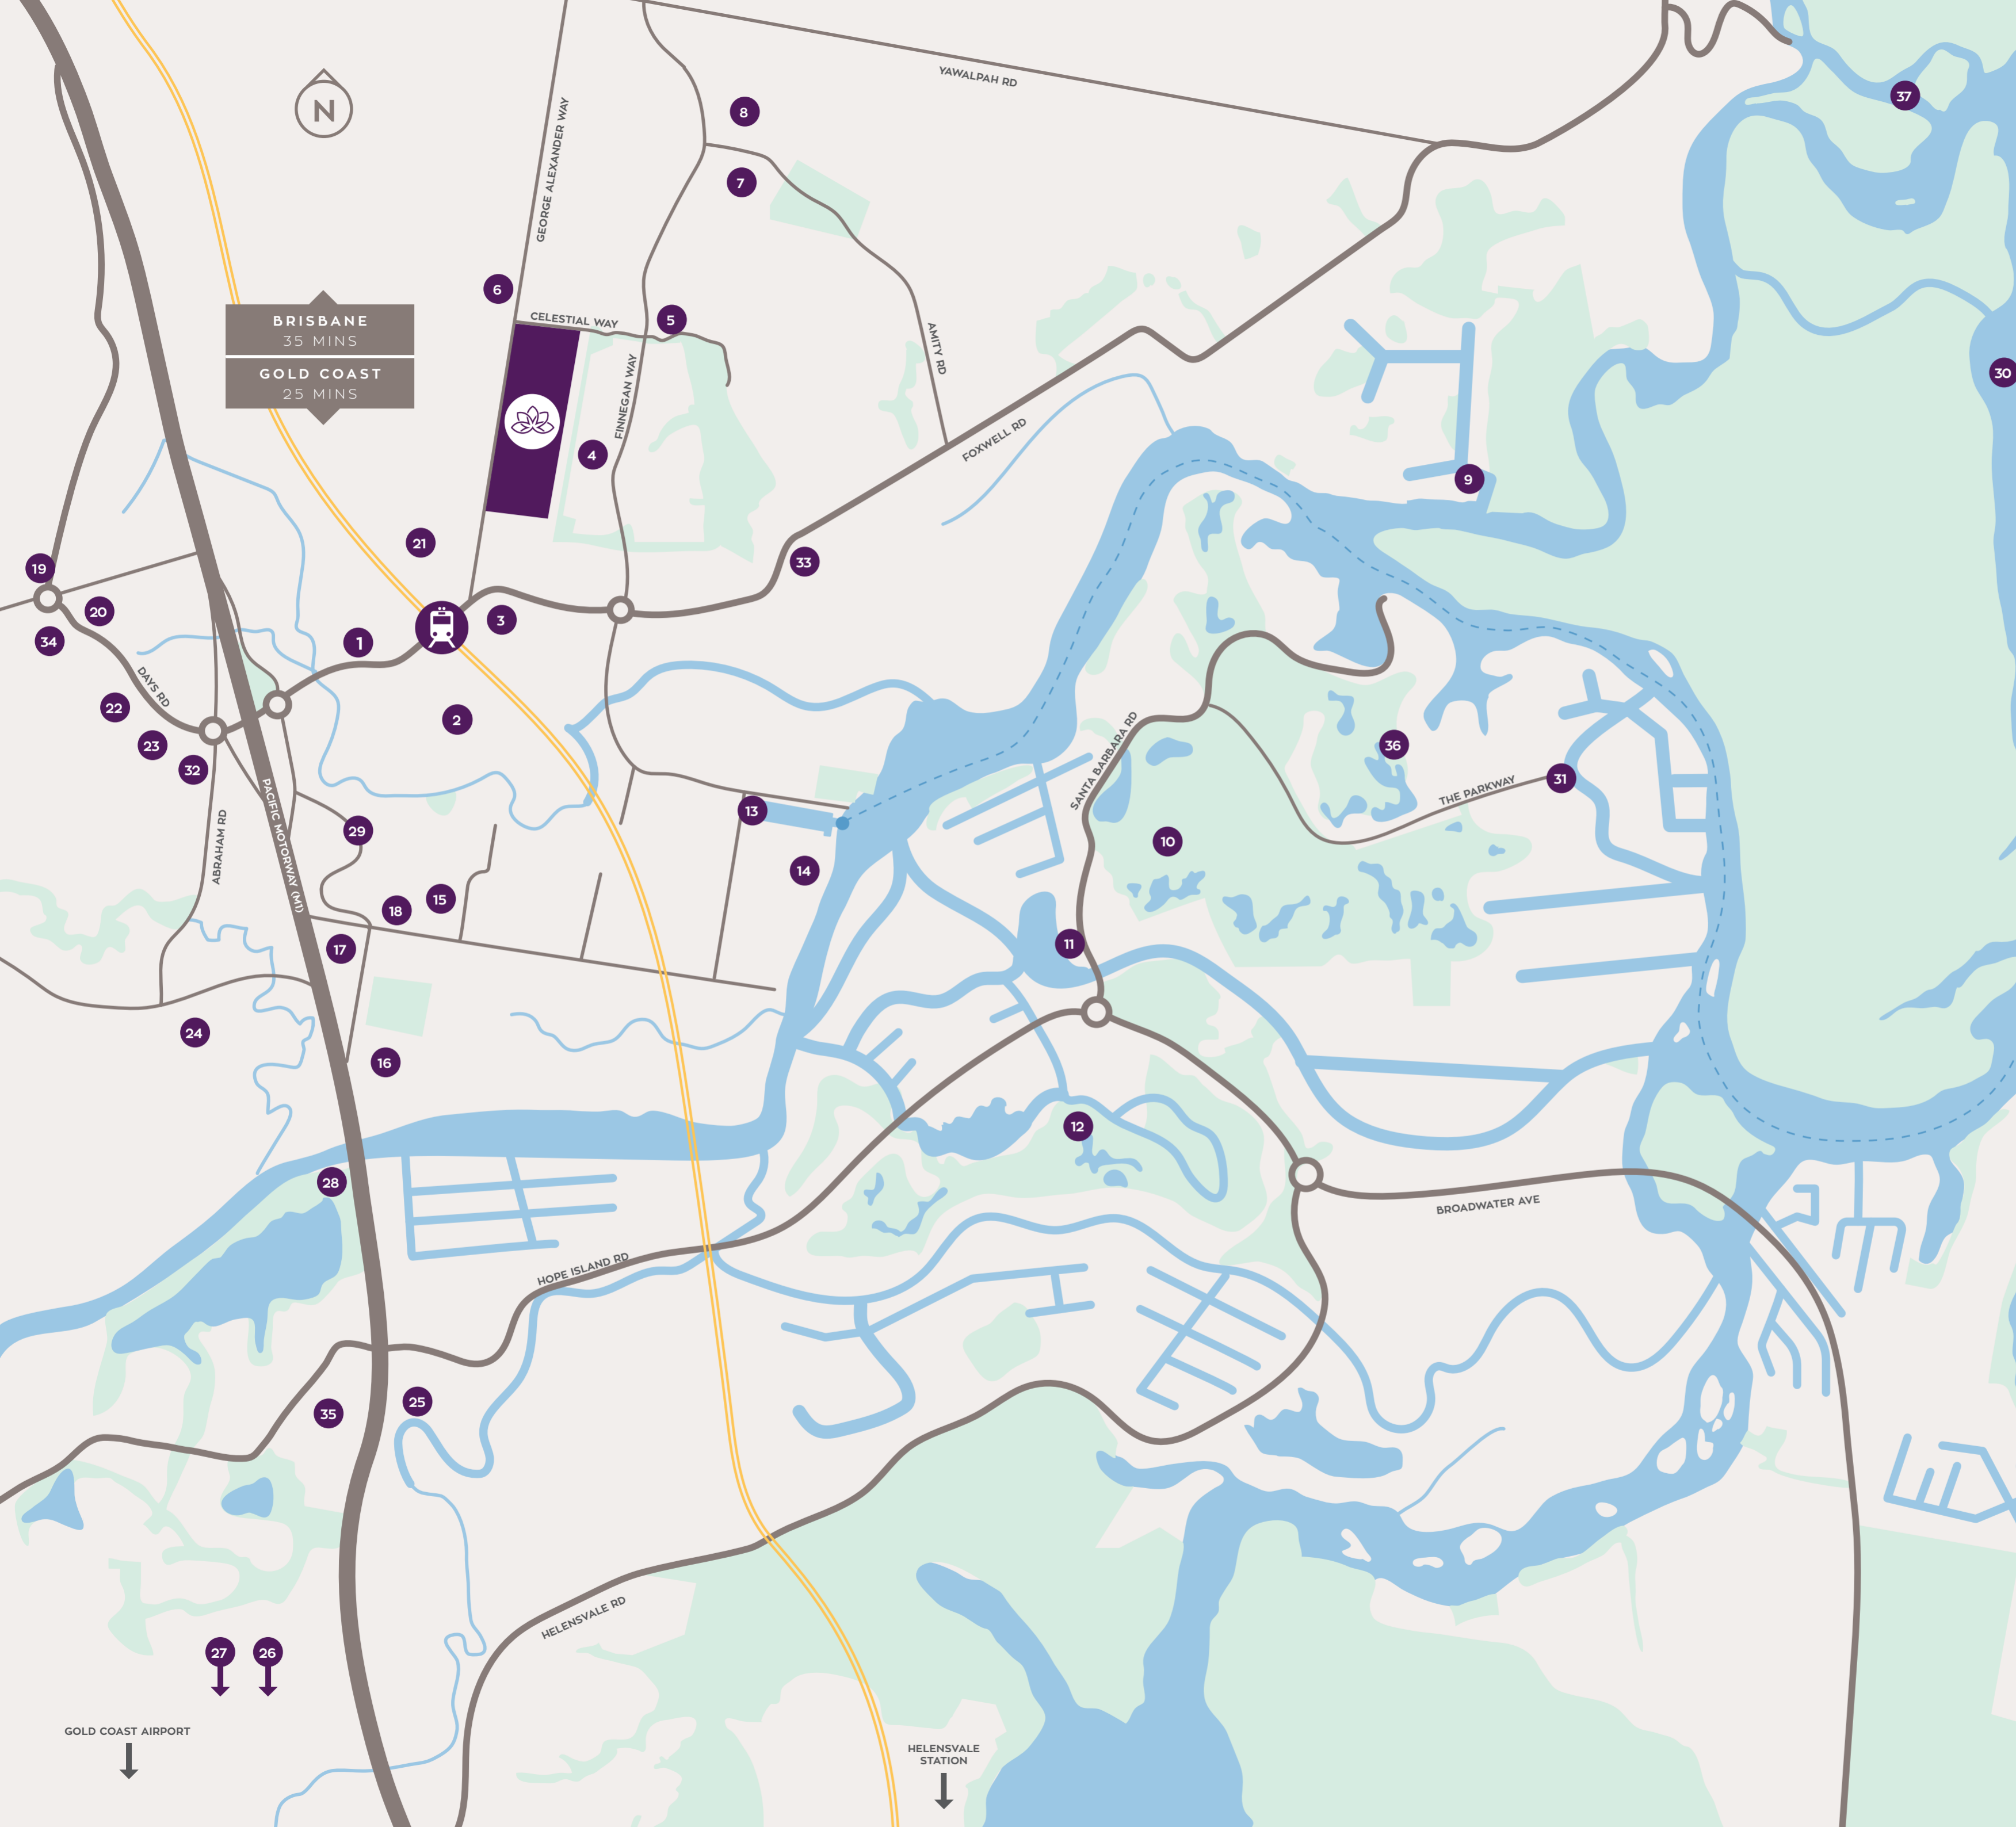 YAWALPAH RD
37
N
8
GEORGE ALEXANDER WAY
7
6
BRISBANE
35 MINS
GOLD COAST
25 MINS
CELESTIAL WAY
5
AMITY RD
FINNEGAN WAY
30
4
FOXWELL RD
9
21
33
19
20
34
1
3
DAYS RD
22
2
23
32
SANTA BARBARA RD
36
31
THE PARKWAY
PACIFIC MOTORWAY (M1)
ABRAHAM RD
29
13
10
14
15
18
17
11
24
16
12
28
BROADWATER AVE
HOPE ISLAND RD
25
35
HELENSVALE RD
27
26
GOLD COAST AIRPORT
HELENSVALE
STATION